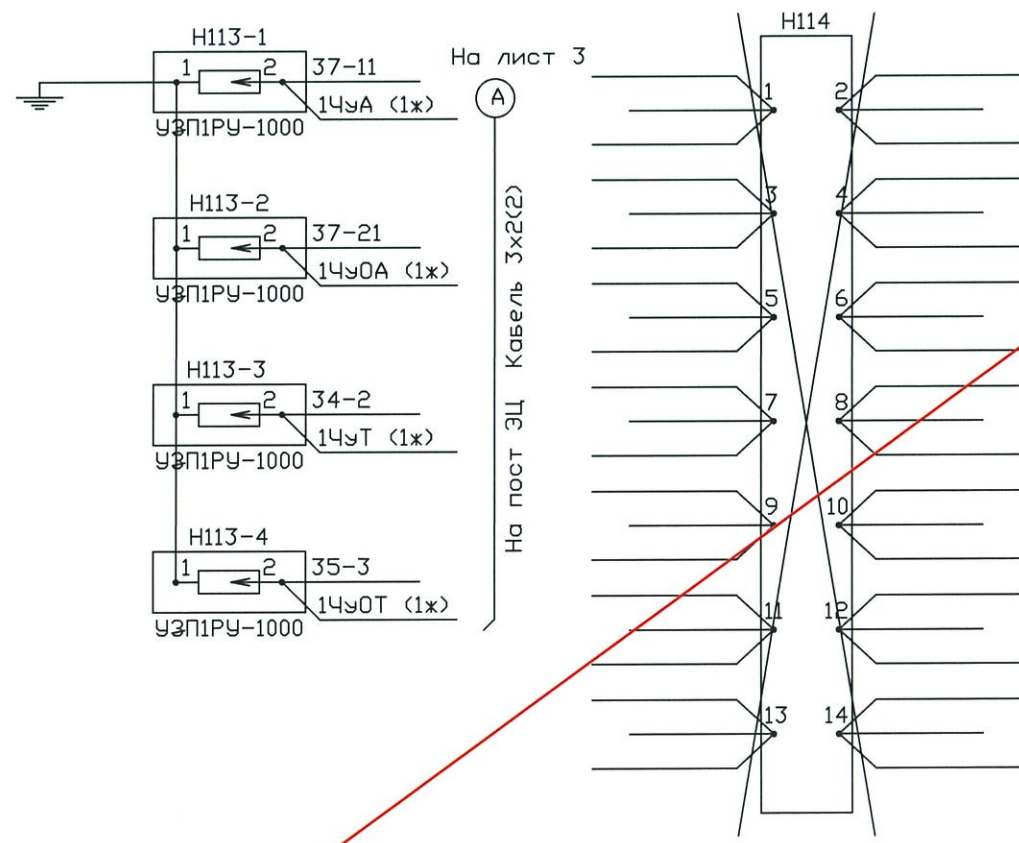 Н113-1
1 2 37-11
1ЧуА (1ж)
УЗП1РУ-1000
На лист 3
А
Н113-2
1 2 37-21
1ЧуОА (1ж)
УЗП1РУ-1000
Н113-3
1 2 34-2
1ЧуТ (1ж)
УЗП1РУ-1000
Н113-4
1 2 35-3
1ЧуОТ (1ж)
УЗП1РУ-1000
На пост ЭЦ Кабель 3х2(2)
Н114
1 2
3 4
5 6
7 8
9 10
11 12
13 14